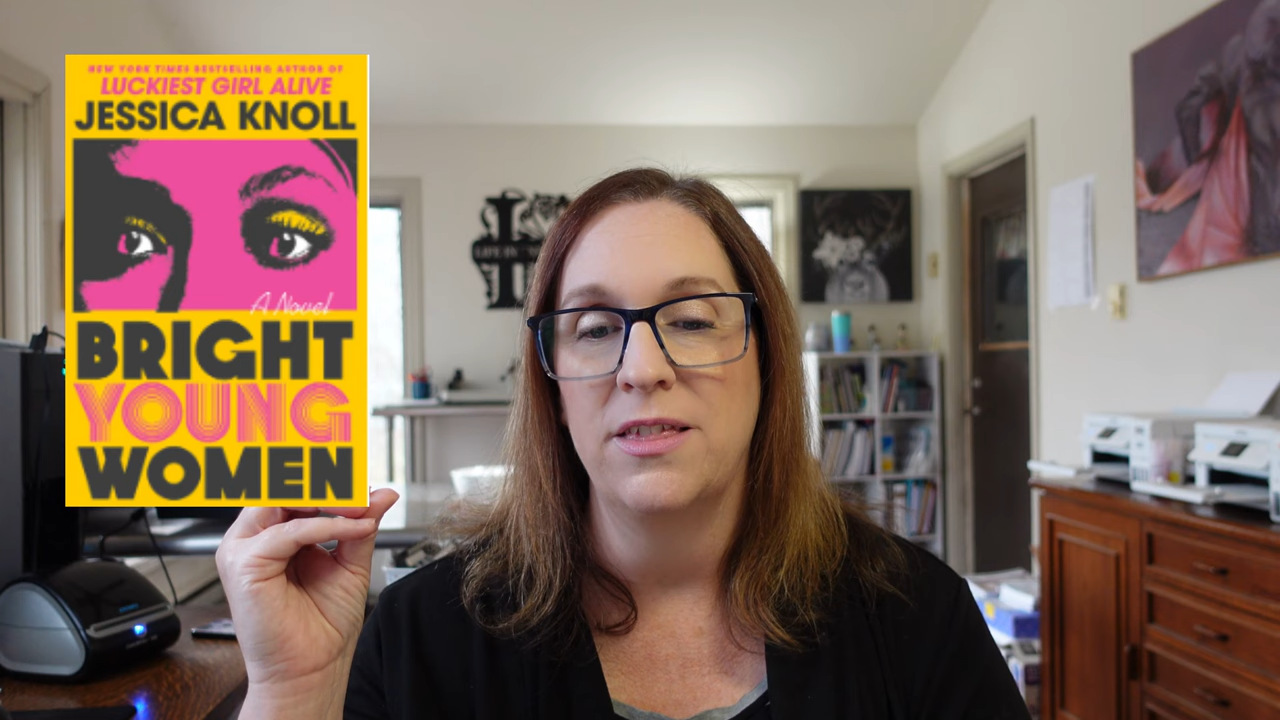 NEW YORK TIMES BESTSELLING AUTHOR OF
LUCKIEST GIRL ALIVE
JESSICA KNOLL
A Novel
BRIGHT
YOUNG
WOMEN